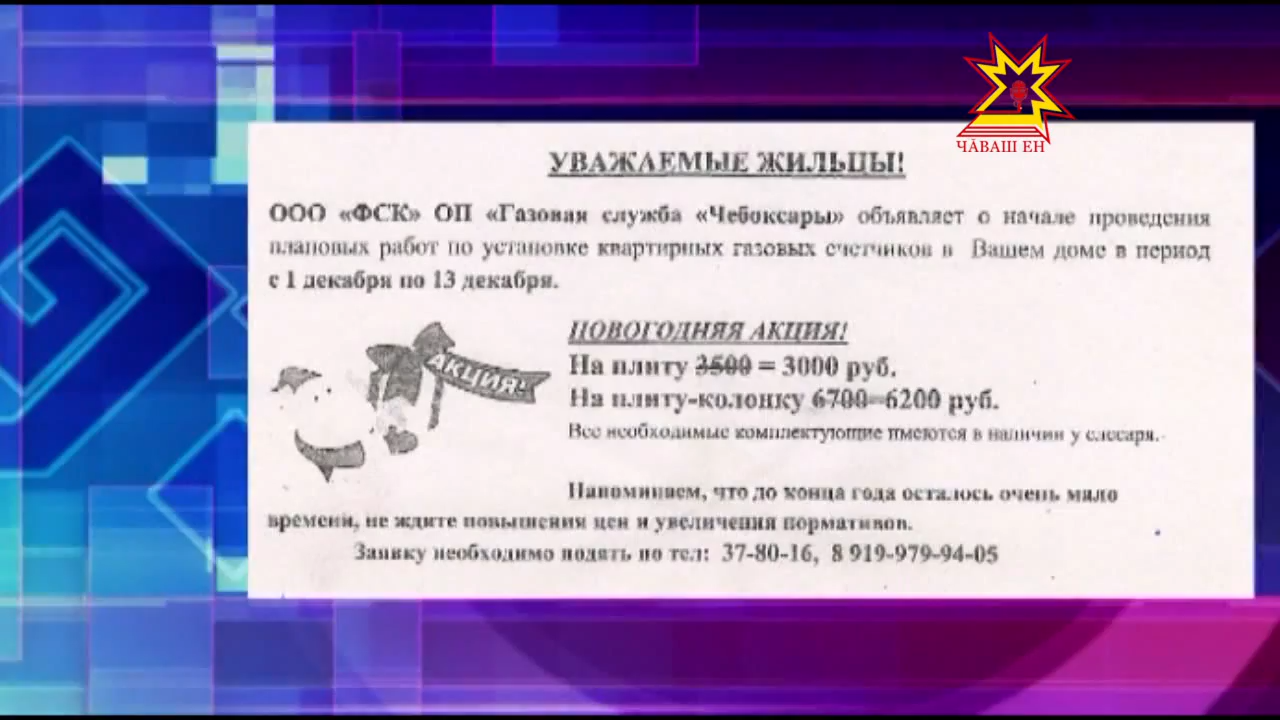 ЧӐВАШ ЕН
УВАЖАЕМЫЕ ЖИЛЬЦЫ!
ООО «ФСК» ОП «Газовая служба «Чебоксары» объявляет о начале проведения
плановых работ по установке квартирных газовых счетчиков в Вашем доме в период
с 1 декабря по 13 декабря.
АКЦИЯ!
НОВОГОДНЯЯ АКЦИЯ!
На плиту 3500 = 3000 руб.
На плиту-колонку 6700=6200 руб.
Все необходимые комплектующие имеются в наличии у слесаря.
Напоминаем, что до конца года осталось очень мало
времени, не ждите повышения цен и увеличения нормативов.
Заявку необходимо подать по тел: 37-80-16, 8 919-979-94-05